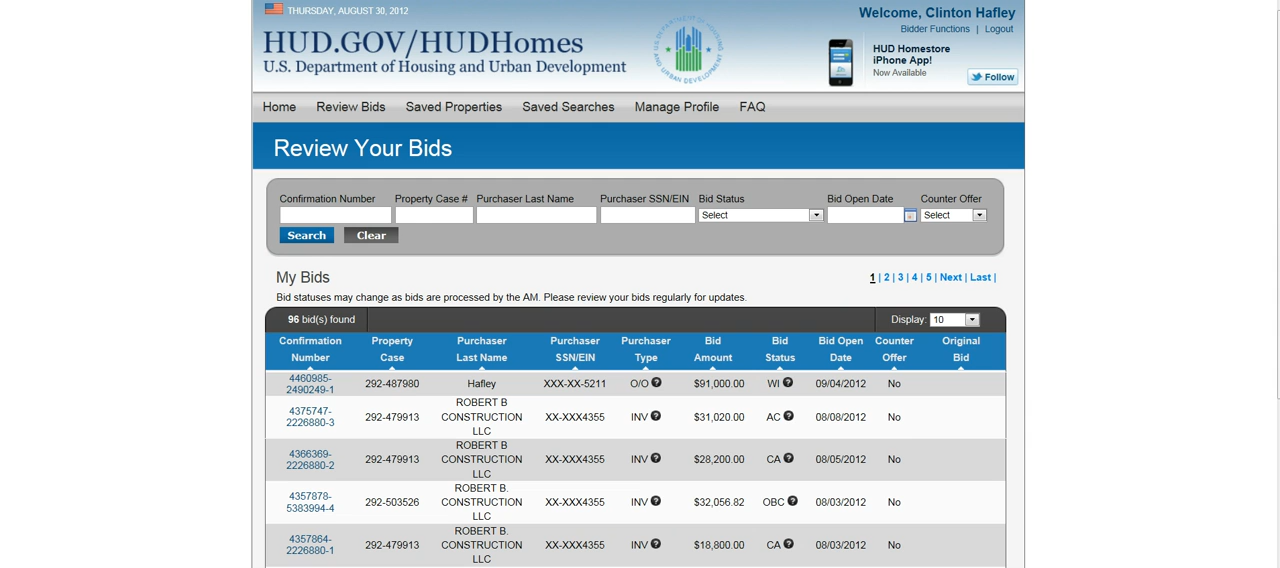 THURSDAY, AUGUST 30, 2012
Welcome, Clinton Hafley
Bidder Functions | Logout
HUD.GOV/HUDHomes
U.S. Department of Housing and Urban Development
U.S. DEPARTMENT OF HOUSING AND URBAN DEVELOPMENT
HUD Homestore
iPhone App!
Now Available
Follow
Home Review Bids Saved Properties Saved Searches Manage Profile FAQ
Review Your Bids
Confirmation Number Property Case # Purchaser Last Name Purchaser SSN/EIN Bid Status Bid Open Date Counter Offer
Select Select
Search Clear
My Bids 1 | 2 | 3 | 4 | 5 | Next | Last |
Bid statuses may change as bids are processed by the AM. Please review your bids regularly for updates.
96 bid(s) found Display: 10
Confirmation Property Purchaser Purchaser Purchaser Bid Bid Bid Open Counter Original
Number Case Last Name SSN/EIN Type Amount Status Date Offer Bid
4460985-
2490249-1 292-487980 Hafley XXX-XX-5211 O/O ? $91,000.00 WI ? 09/04/2012 No
ROBERT B
4375747-
2226880-3 292-479913 CONSTRUCTION XX-XXX4355 INV ? $31,020.00 AC ? 08/08/2012 No
LLC
ROBERT B
4366369-
2226880-2 292-479913 CONSTRUCTION XX-XXX4355 INV ? $28,200.00 CA ? 08/05/2012 No
LLC
ROBERT B.
4357878-
5383994-4 292-503526 CONSTRUCTION XX-XXX4355 INV ? $32,056.82 OBC ? 08/03/2012 No
LLC
ROBERT B.
4357864-
2226880-1 292-479913 CONSTRUCTION XX-XXX4355 INV ? $18,800.00 CA ? 08/03/2012 No
LLC